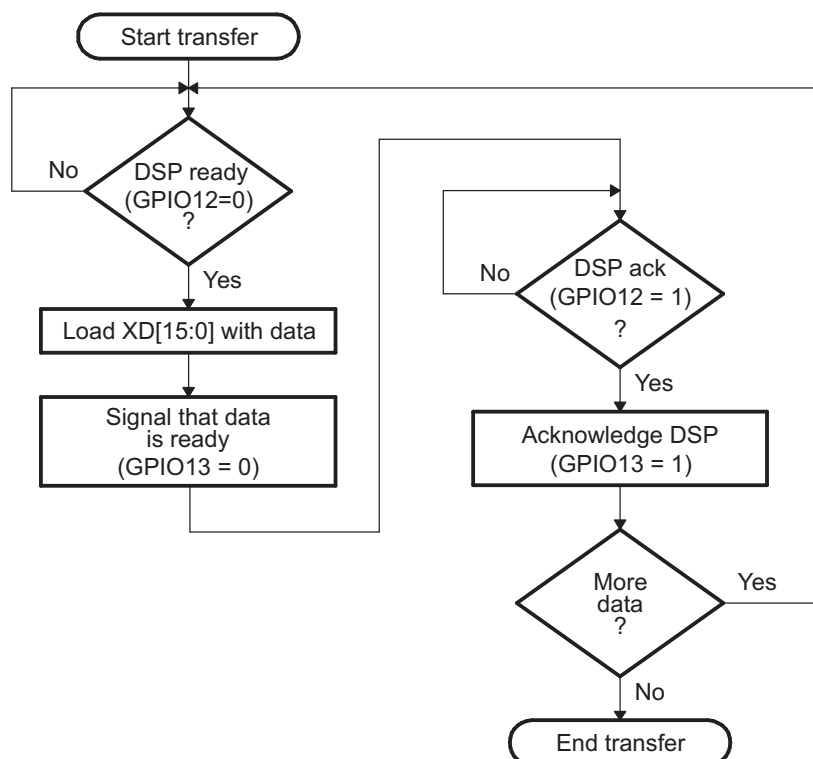 Start transfer
No
DSP ready
(GPIO12=0)
?
Yes
Load XD[15:0] with data
Signal that data
is ready
(GPIO13 = 0)
No
DSP ack
(GPIO12 = 1)
?
Yes
Acknowledge DSP
(GPIO13 = 1)
More
data
?
Yes
No
End transfer